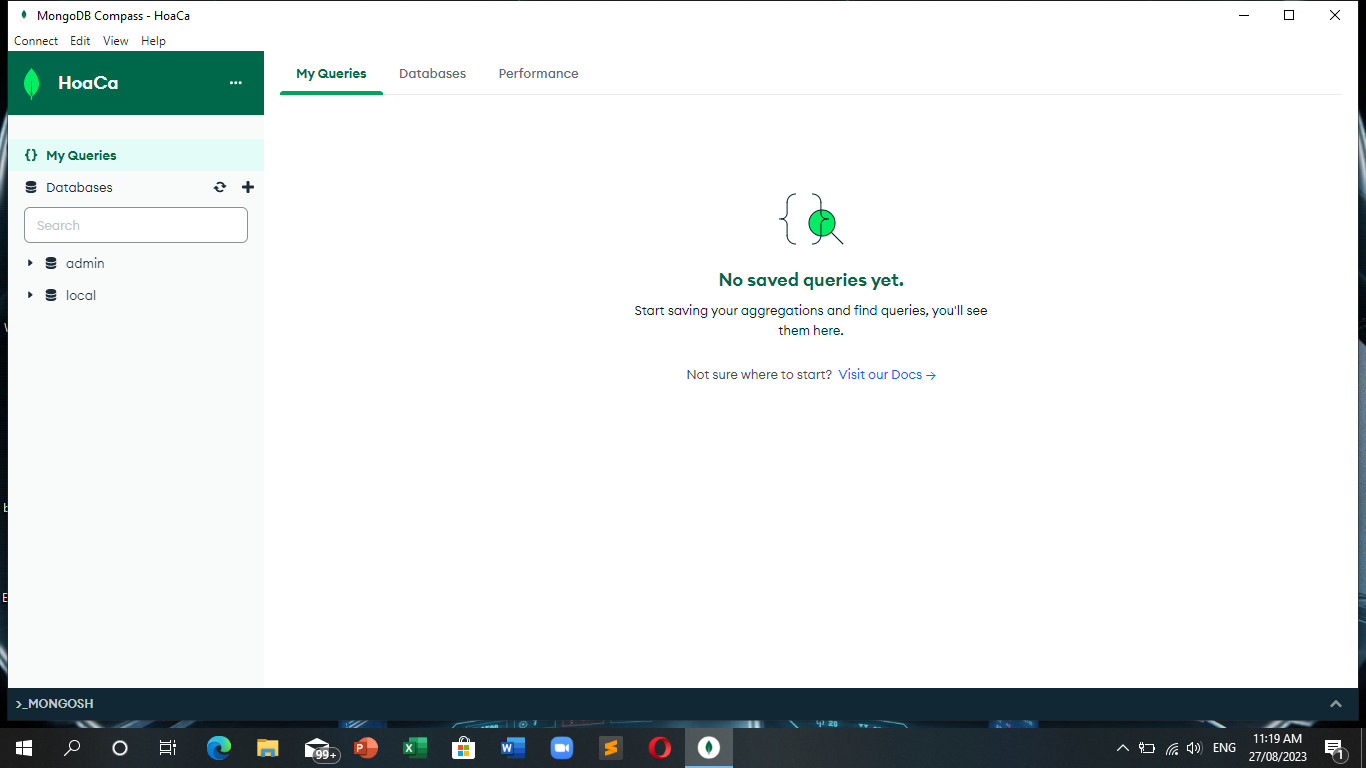 MongoDB Compass - HoaCa
Connect Edit View Help
HoaCa
My Queries Databases Performance
{} My Queries
Databases
Search
admin
local
No saved queries yet.
Start saving your aggregations and find queries, you'll see
them here.
Not sure where to start? Visit our Docs →
>_MONGOSH
99+
ENG
11:19 AM
27/08/2023
1